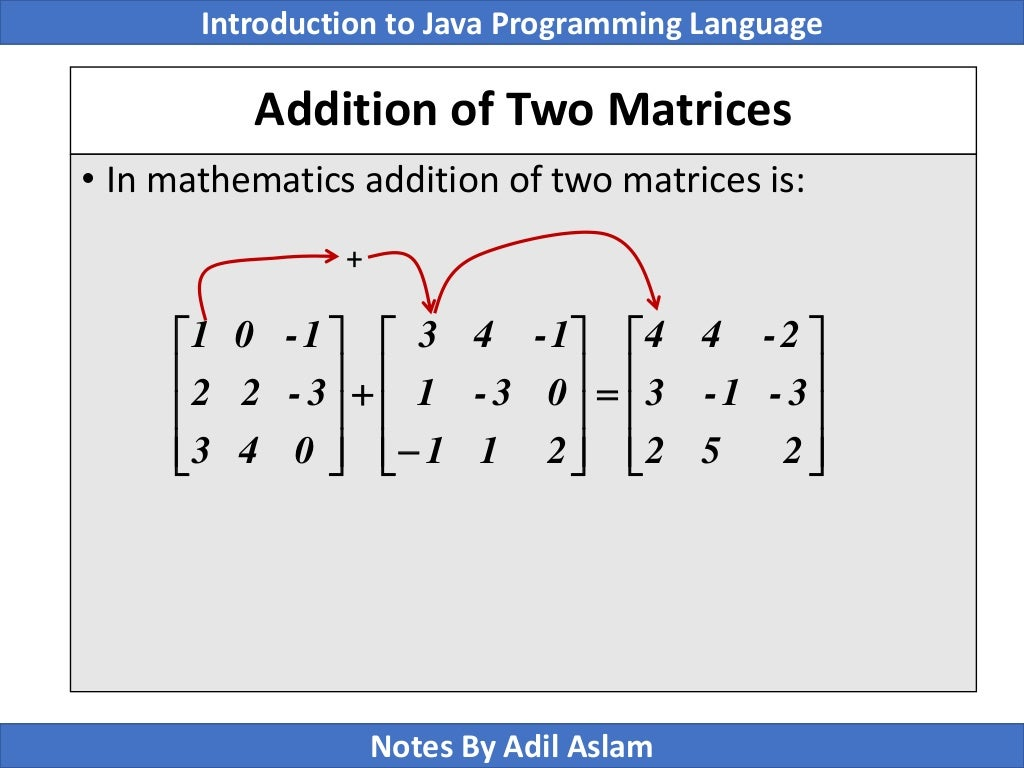 Introduction to Java Programming Language
Addition of Two Matrices
• In mathematics addition of two matrices is:
+
[1 0 -1] [3 4 -1] [4 4 -2]
[2 2 -3] + [1 -3 0] = [3 -1 -3]
[3 4 0] [−1 1 2] [2 5 2]
Notes By Adil Aslam